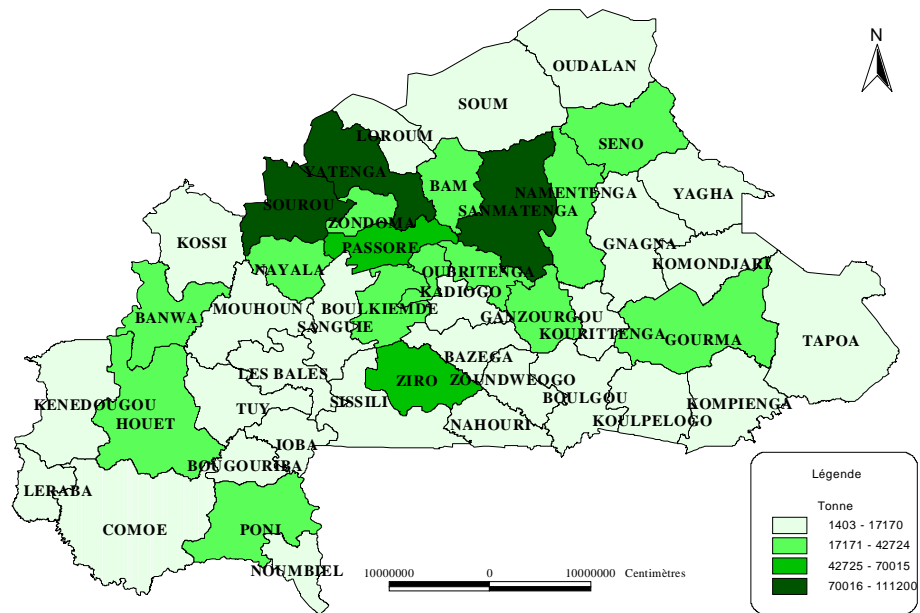 N
OUDALAN
SOUM
LOROUM
SENO
YATENGA
BAM
NAMENTENGA
YAGHA
SOUROU
SANMATENGA
ZONDOMA
KOSSI
PASSORE
GNAGNA
KOMONDJARI
NAYALA
OUBRITENGA
KADIOGO
BANWA
MOUHOUN
BOULKIEMDE
GANZOURGOU
SANGUIE
KOURITTENGA
GOURMA
TAPOA
BAZEGA
LES BALES
ZIRO
ZOUNDWEOGO
KENEDOUGOU
SISSILI
BOULGOU
KOMPIENGA
TUY
HOUET
NAHOURI
KOULPELOGO
IOBA
BOUGOURIBA
LERABA
COMOE
PONI
NOUMBIEL
Légende
Tonne
1403 - 17170
17171 - 42724
42725 - 70015
70016 - 111200
10000000 0 10000000 Centimètres